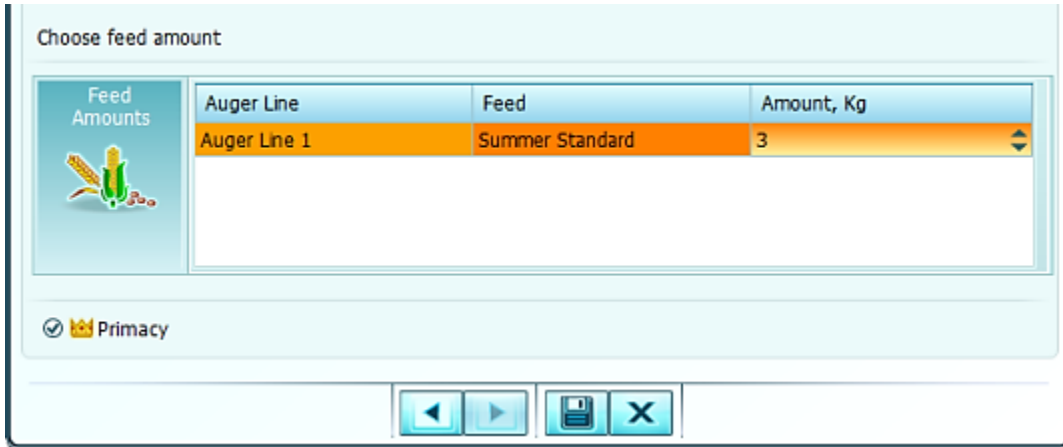 Choose feed amount
Feed
Amounts
Auger Line Feed Amount, Kg
Auger Line 1 Summer Standard 3
Primacy